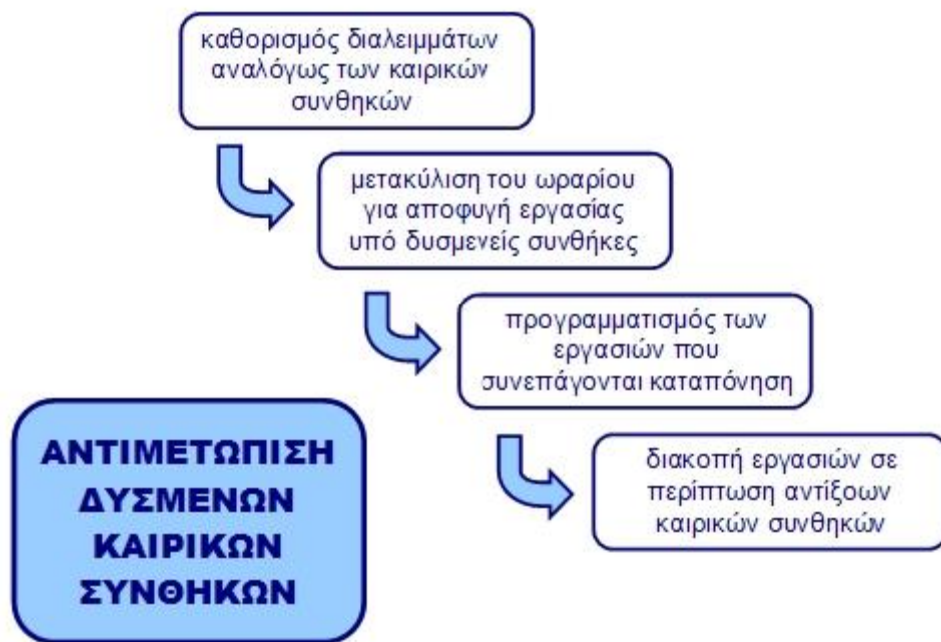 καθορισμός διαλειμμάτων
αναλόγως των καιρικών
συνθηκών
μετακύλιση του ωραρίου
για αποφυγή εργασίας
υπό δυσμενείς συνθήκες
προγραμματισμός των
εργασιών που
συνεπάγονται καταπόνηση
διακοπή εργασιών σε
περίπτωση αντίξοων
καιρικών συνθηκών
ΑΝΤΙΜΕΤΩΠΙΣΗ
ΔΥΣΜΕΝΩΝ
ΚΑΙΡΙΚΩΝ
ΣΥΝΘΗΚΩΝ